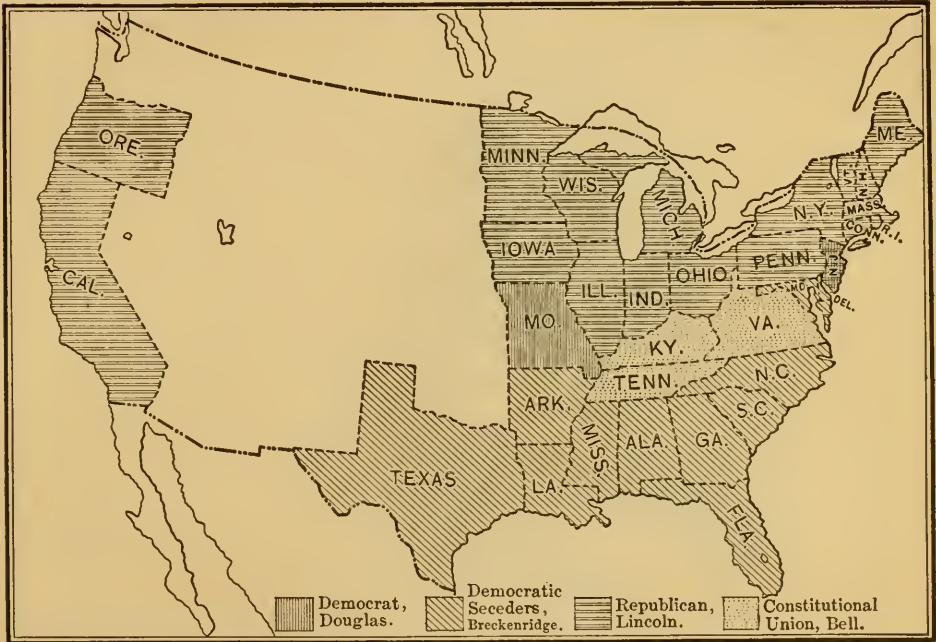 ORE.
CAL.
MINN.
WIS.
MICH
IOWA
ILL.
IND.
OHIO
PENN.
N.Y.
VT.
N.H.
ME.
MASS.
CONN.
R.I.
N.J.
DEL.
MD.
MO.
KY.
VA.
TENN.
N.C.
S.C.
ARK.
MISS.
ALA.
GA.
TEXAS
LA.
FLA.
Democrat,
Douglas.
Democratic
Seceders,
Breckenridge.
Republican,
Lincoln.
Constitutional
Union, Bell.